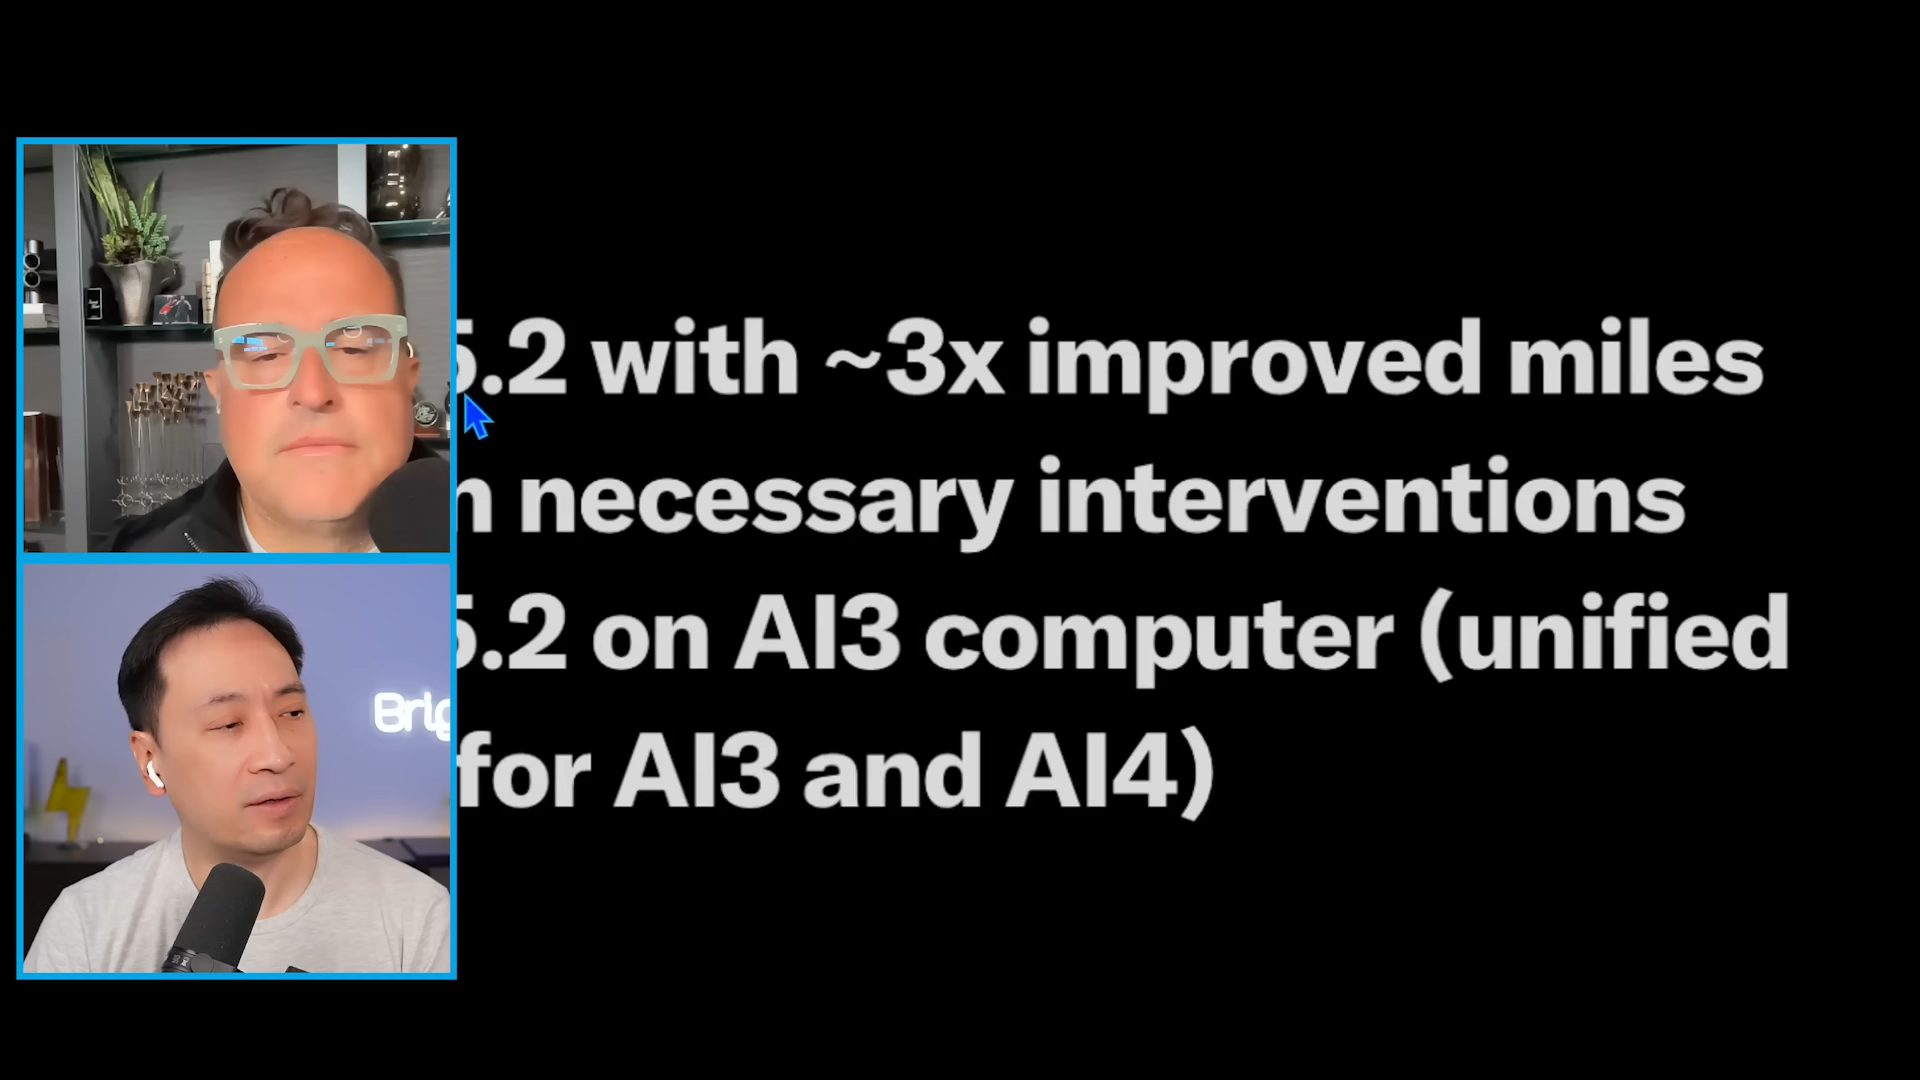 5.2 with ~3x improved miles
n necessary interventions
5.2 on AI3 computer (unified
for AI3 and AI4)
Brig